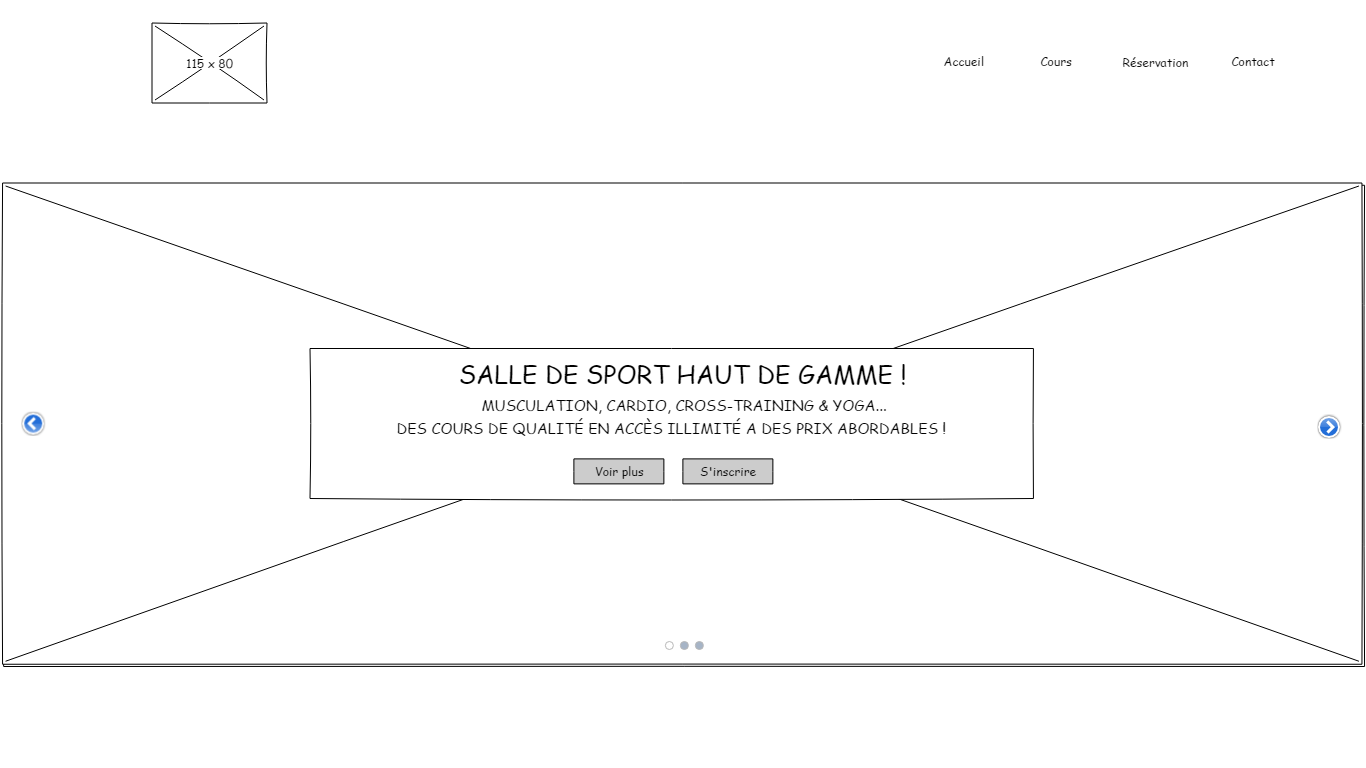 115 x 80
Accueil
Cours
Réservation
Contact
SALLE DE SPORT HAUT DE GAMME !
MUSCULATION, CARDIO, CROSS-TRAINING & YOGA...
DES COURS DE QUALITÉ EN ACCÈS ILLIMITÉ A DES PRIX ABORDABLES !
Voir plus
S'inscrire